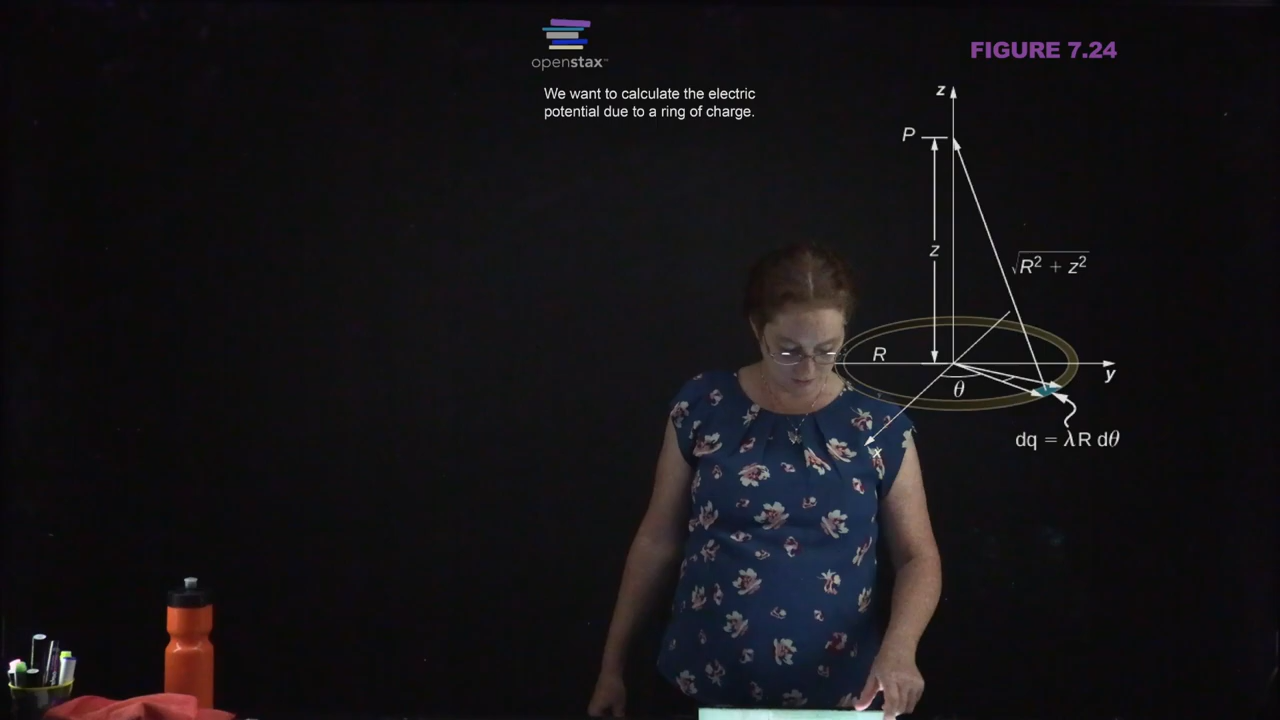 openstax™
We want to calculate the electric
potential due to a ring of charge.
FIGURE 7.24
z
P
z
√R² + z²
R
y
θ
dq = λR dθ
x